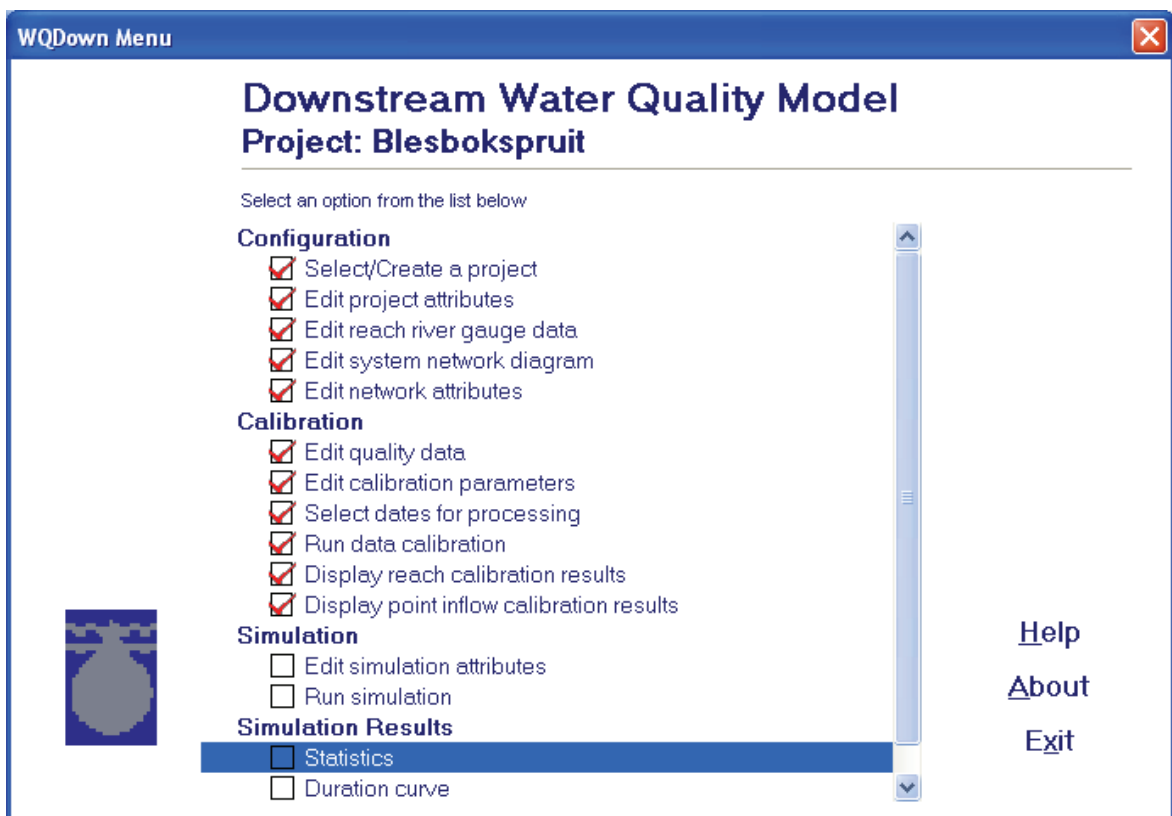 WQDown Menu
Downstream Water Quality Model
Project: Blesbokspruit
Select an option from the list below
Configuration
Select/Create a project
Edit project attributes
Edit reach river gauge data
Edit system network diagram
Edit network attributes
Calibration
Edit quality data
Edit calibration parameters
Select dates for processing
Run data calibration
Display reach calibration results
Display point inflow calibration results
Simulation
Edit simulation attributes
Run simulation
Simulation Results
Statistics
Duration curve
Help
About
Exit